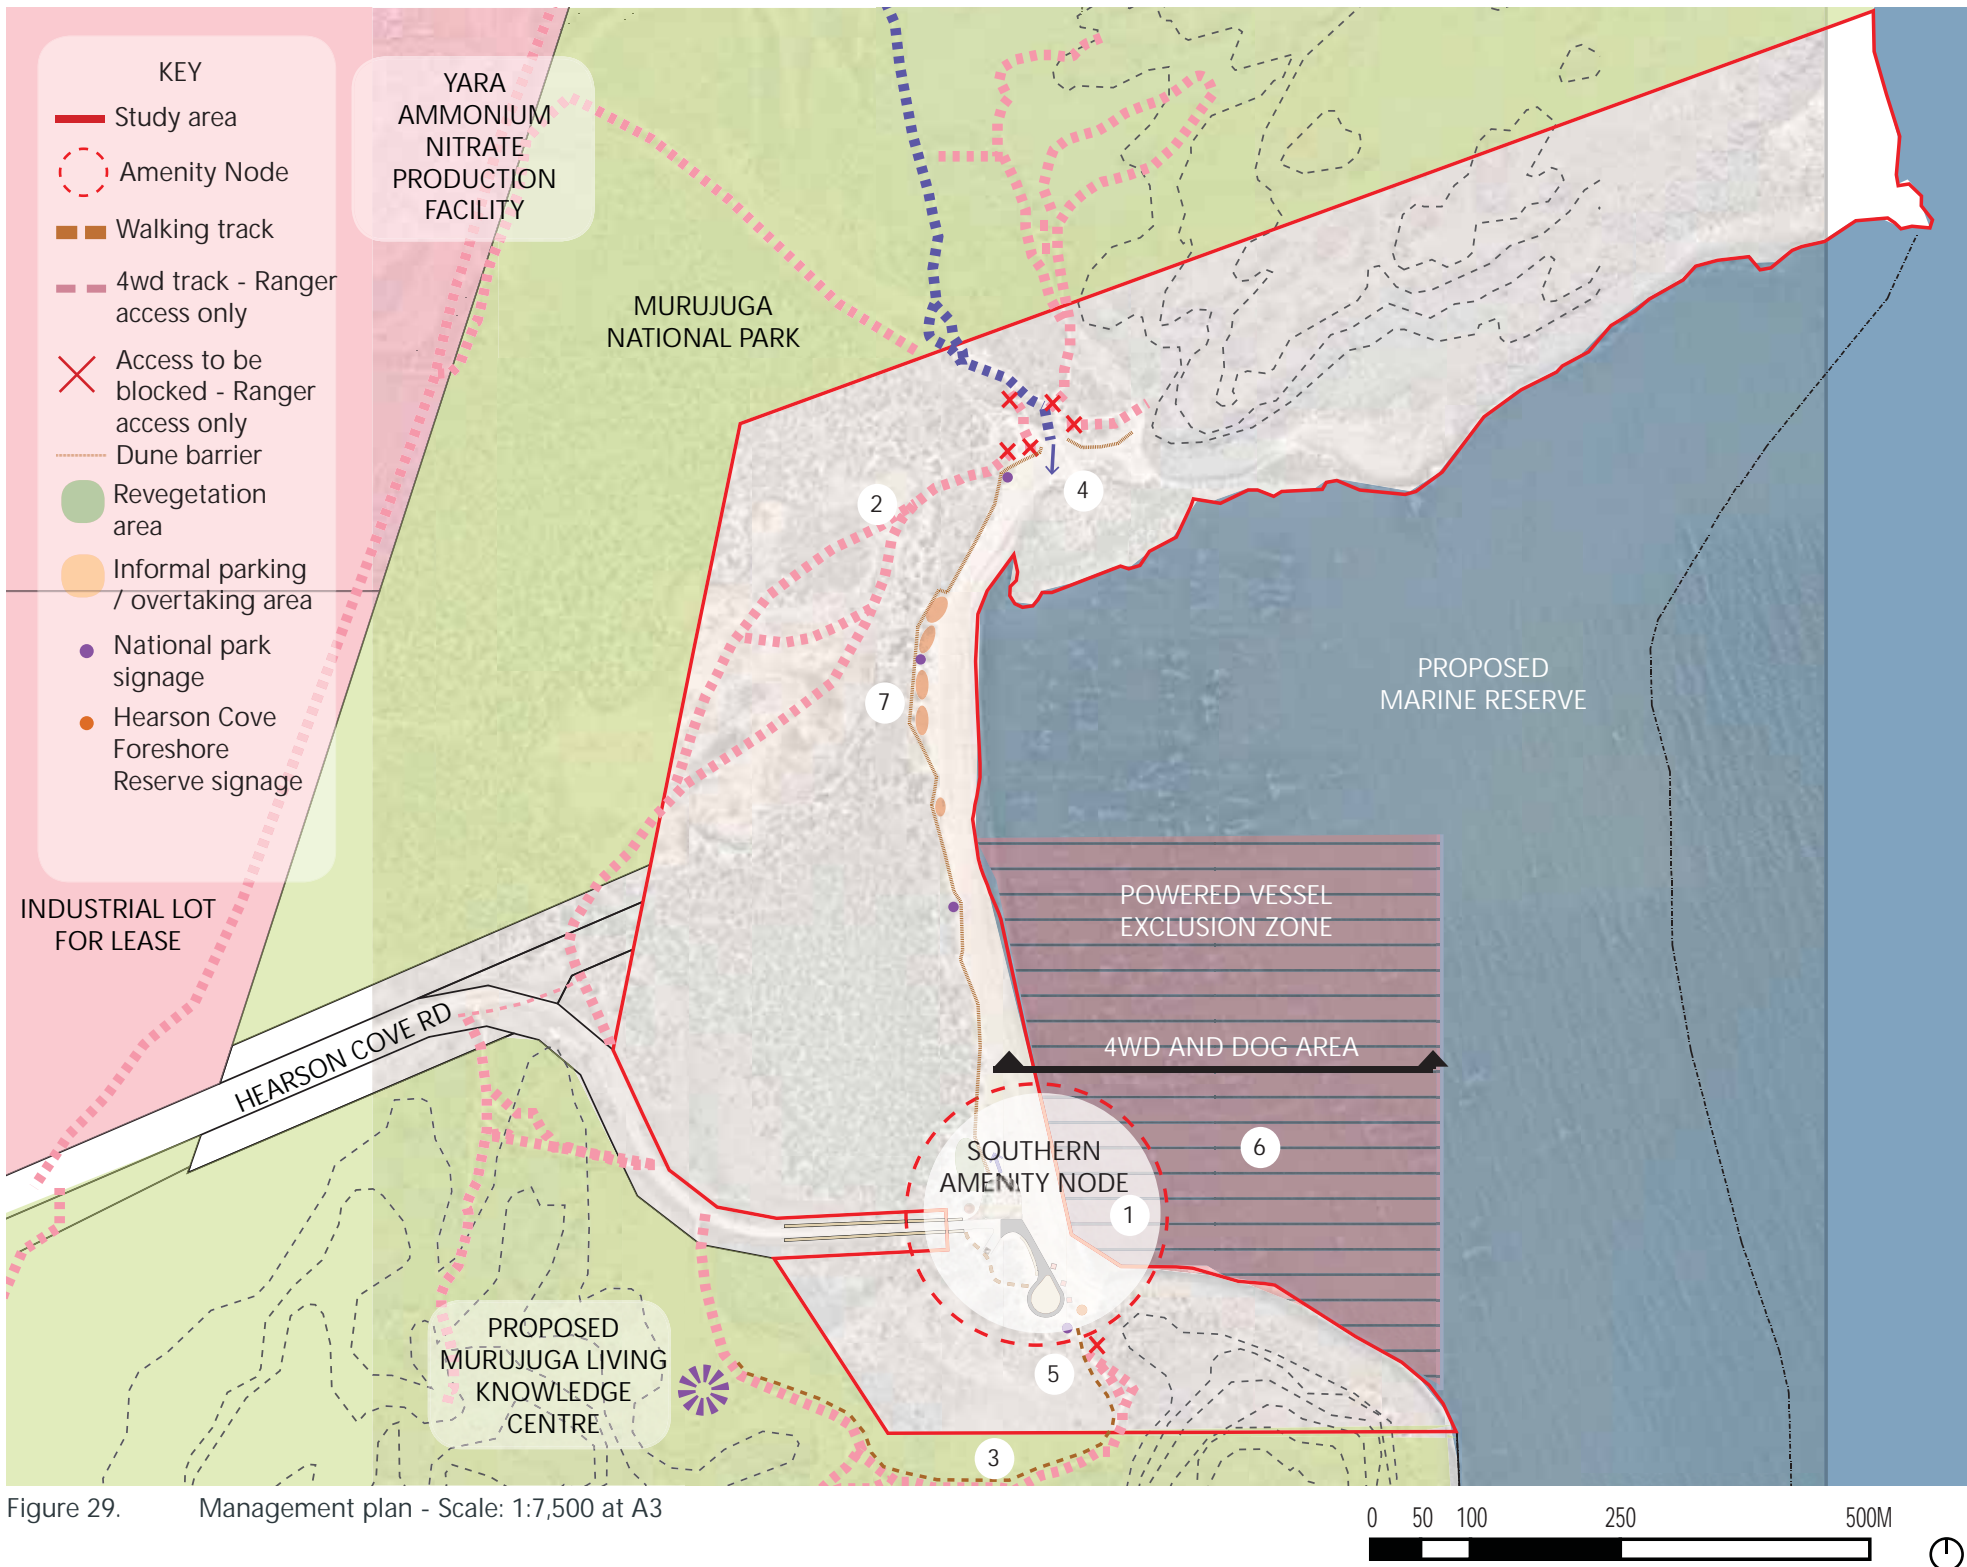 KEY
Study area
Amenity Node
Walking track
4wd track - Ranger
access only
Access to be
blocked - Ranger
access only
Dune barrier
Revegetation
area
Informal parking
/ overtaking area
National park
signage
Hearson Cove
Foreshore
Reserve signage
YARA
AMMONIUM
NITRATE
PRODUCTION
FACILITY
MURUJUGA
NATIONAL PARK
2
4
7
PROPOSED
MARINE RESERVE
INDUSTRIAL LOT
FOR LEASE
POWERED VESSEL
EXCLUSION ZONE
HEARSON COVE RD
4WD AND DOG AREA
SOUTHERN
AMENITY NODE
6
1
PROPOSED
MURUJUGA LIVING
KNOWLEDGE
CENTRE
5
3
Figure 29. Management plan - Scale: 1:7,500 at A3
0 50 100 250 500M